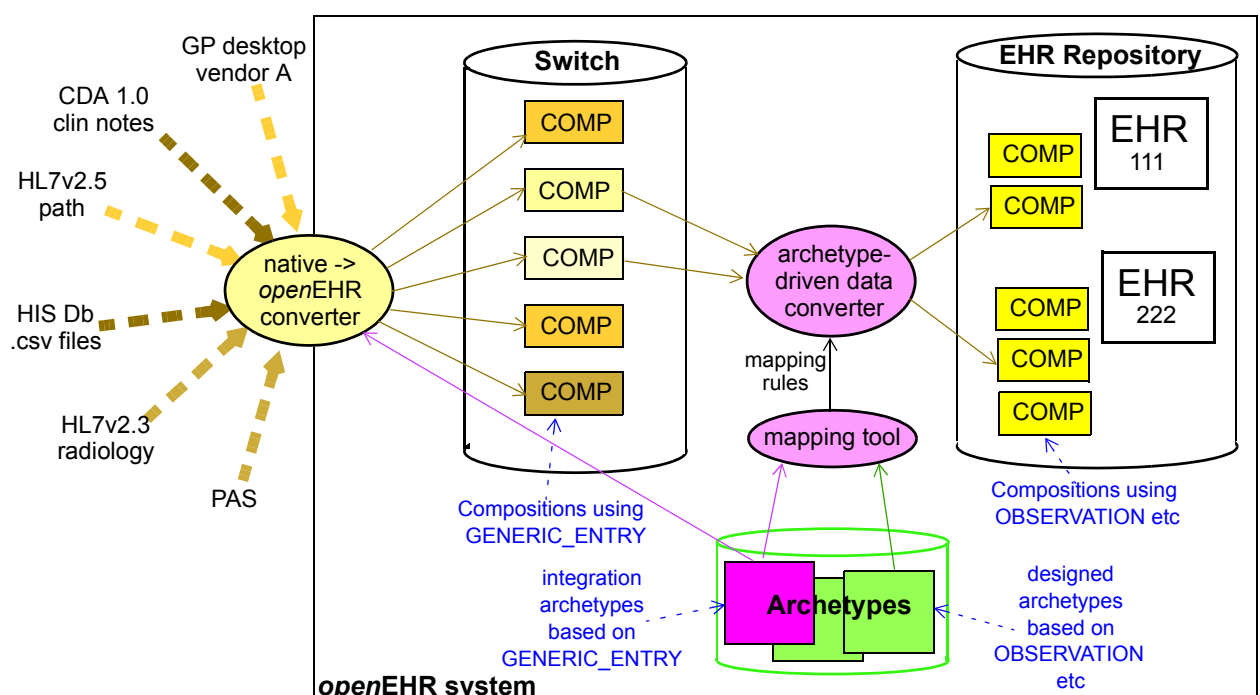 GP desktop
vendor A
CDA 1.0
clin notes
HL7v2.5
path
HIS Db
.csv files
HL7v2.3
radiology
PAS
native ->
openEHR
converter
Switch
COMP
COMP
COMP
COMP
COMP
Compositions using
GENERIC_ENTRY
archetype-
driven data
converter
mapping
rules
mapping tool
EHR Repository
COMP
COMP
EHR
111
COMP
COMP
COMP
EHR
222
Compositions using
OBSERVATION etc
integration
archetypes
based on
GENERIC_ENTRY
Archetypes
designed
archetypes
based on
OBSERVATION
etc
openEHR system